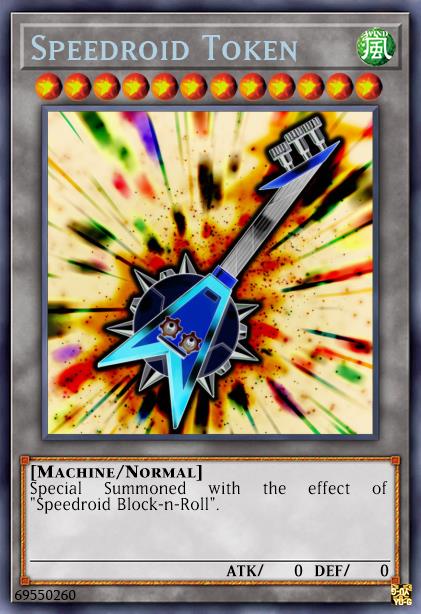 SPEEDROID TOKEN
WIND
風
[MACHINE/NORMAL]
Special Summoned with the effect of
"Speedroid Block-n-Roll".
ATK/ 0 DEF/ 0
69550260